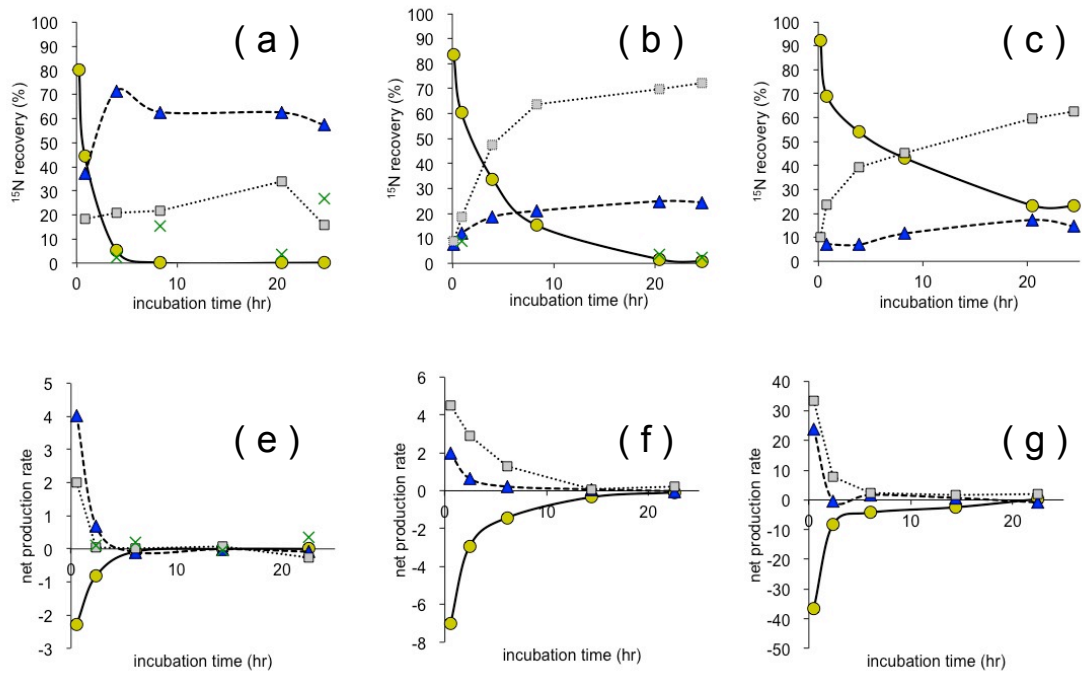 ( a )
100
90
80
70
60
50
40
30
20
10
0
¹⁵N recovery (%)
0 10 20
incubation time (hr)
( b )
100
90
80
70
60
50
40
30
20
10
0
¹⁵N recovery (%)
0 10 20
incubation time (hr)
( c )
100
90
80
70
60
50
40
30
20
10
0
¹⁵N recovery (%)
0 10 20
incubation time (hr)
( e )
5
4
3
2
1
0
-1
-2
-3
net production rate
0 10 20
incubation time (hr)
( f )
6
4
2
0
-2
-4
-6
-8
net production rate
0 10 20
incubation time (hr)
( g )
40
30
20
10
0
-10
-20
-30
-40
-50
net production rate
0 10 20
incubation time (hr)